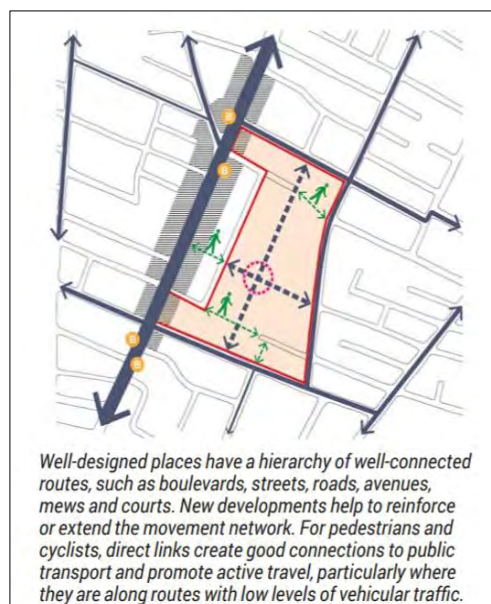 B
B
B
B
Well-designed places have a hierarchy of well-connected
routes, such as boulevards, streets, roads, avenues,
mews and courts. New developments help to reinforce
or extend the movement network. For pedestrians and
cyclists, direct links create good connections to public
transport and promote active travel, particularly where
they are along routes with low levels of vehicular traffic.